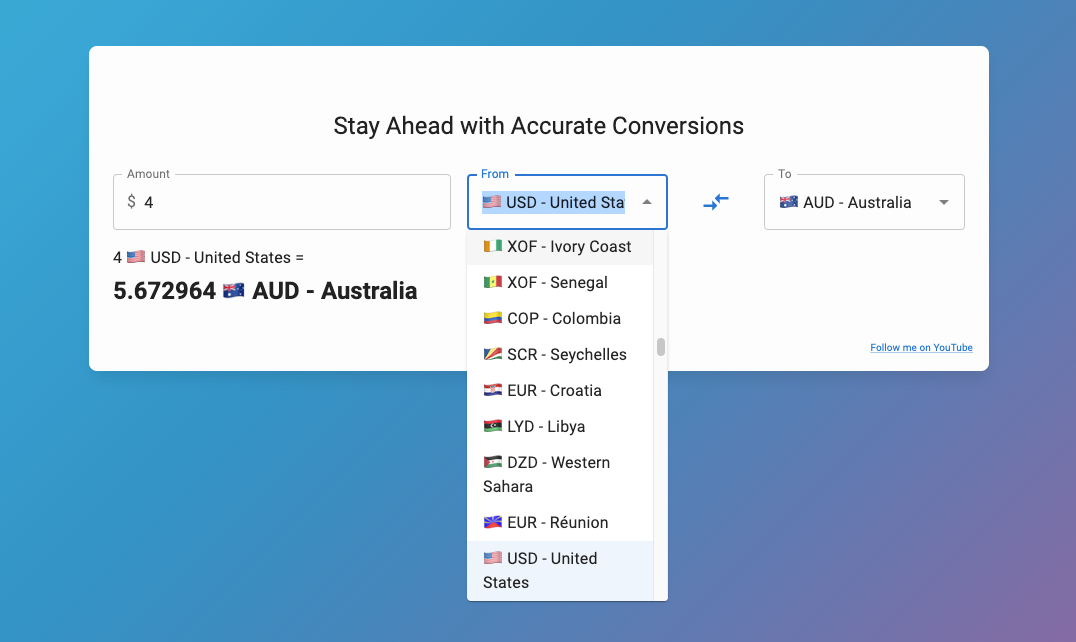 Stay Ahead with Accurate Conversions
Amount
$ 4
From
🇺🇸 USD - United Sta
To
🇦🇺 AUD - Australia
4 🇺🇸 USD - United States =
5.672964 🇦🇺 AUD - Australia
🇨🇮 XOF - Ivory Coast
🇸🇳 XOF - Senegal
🇨🇴 COP - Colombia
🇸🇨 SCR - Seychelles
🇭🇷 EUR - Croatia
🇱🇾 LYD - Libya
🇪🇭 DZD - Western
Sahara
🇷🇪 EUR - Réunion
🇺🇸 USD - United
States
Follow me on YouTube